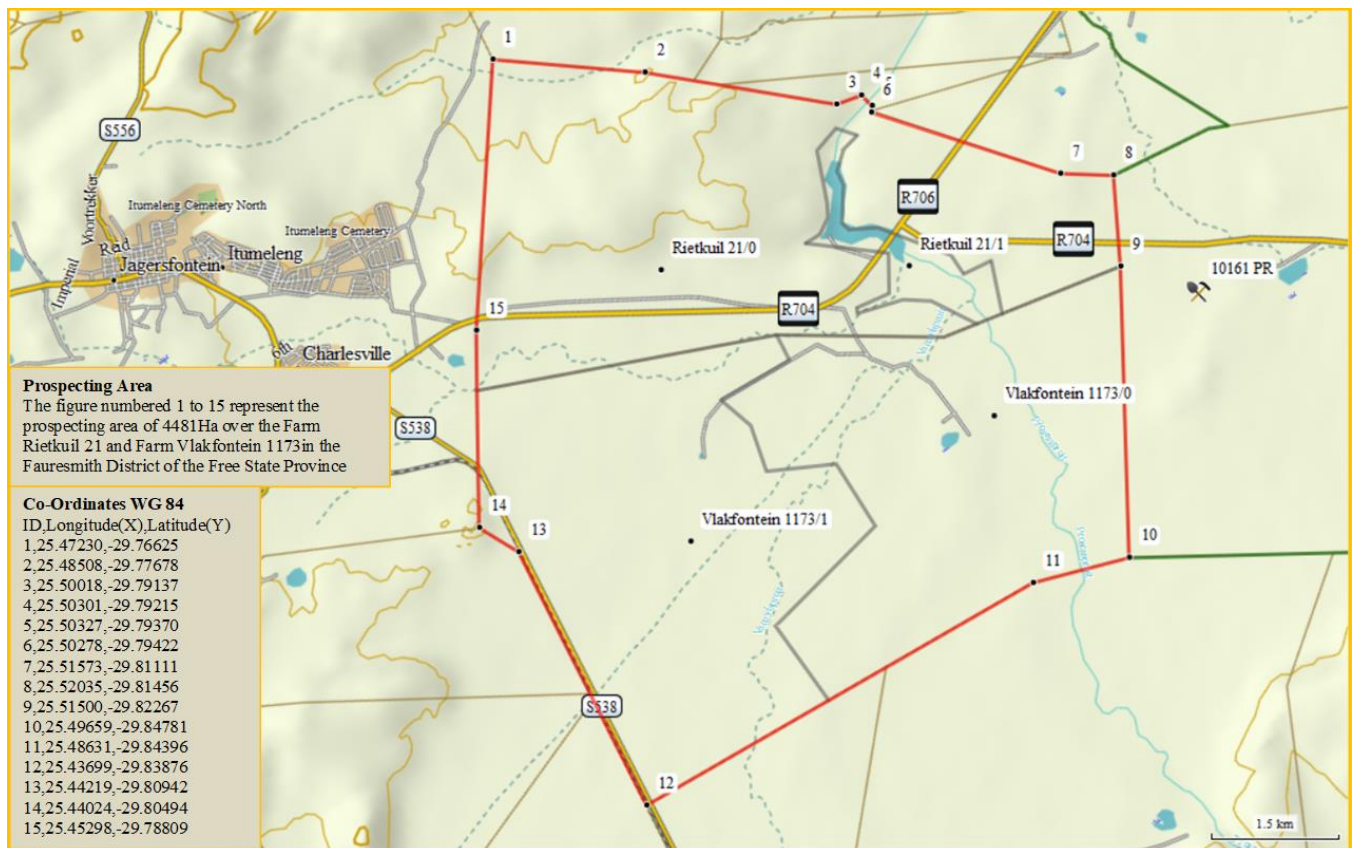 1
2
3
4
6
7
8
S556
Voortrekker
Itumeleng Cemetery North
R706
Itumeleng Cemetery
Road
Itumeleng
Rietkuil 21/0
Rietkuil 21/1
R704
9
Jagersfontein
Imperial
10161 PR
15
R704
6th
Charlesville
Vlakfontein 1173/0
S538
14
13
Vlakfontein 1173/1
10
11
S538
12
1.5 km
Prospecting Area
The figure numbered 1 to 15 represent the
prospecting area of 4481Ha over the Farm
Rietkuil 21 and Farm Vlakfontein 1173in the
Fauresmith District of the Free State Province
Co-Ordinates WG 84
ID,Longitude(X),Latitude(Y)
1,25.47230,-29.76625
2,25.48508,-29.77678
3,25.50018,-29.79137
4,25.50301,-29.79215
5,25.50327,-29.79370
6,25.50278,-29.79422
7,25.51573,-29.81111
8,25.52035,-29.81456
9,25.51500,-29.82267
10,25.49659,-29.84781
11,25.48631,-29.84396
12,25.43699,-29.83876
13,25.44219,-29.80942
14,25.44024,-29.80494
15,25.45298,-29.78809